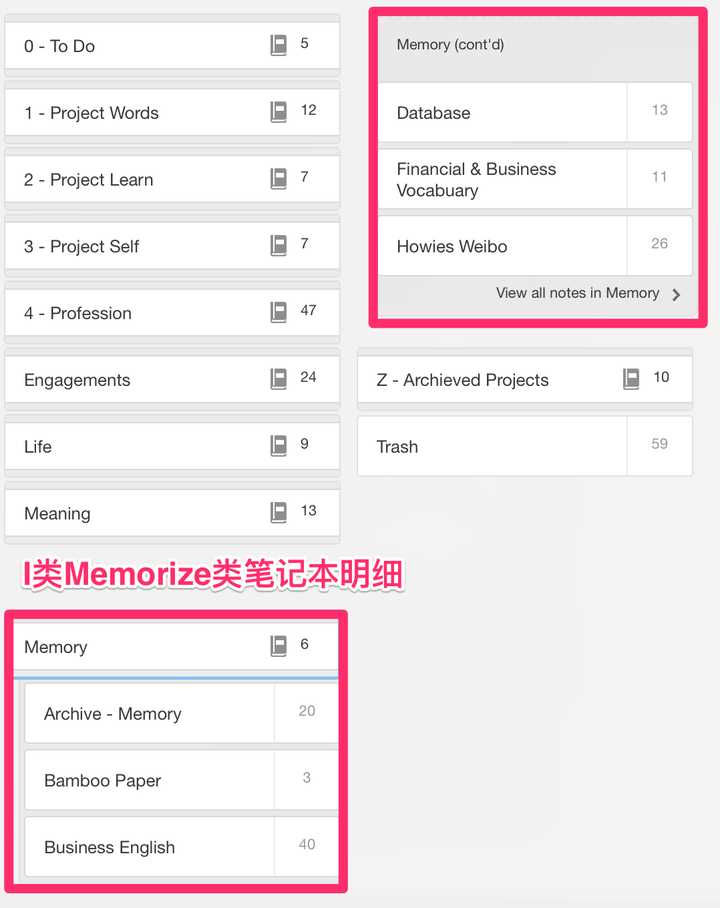 0 - To Do 5
1 - Project Words 12
2 - Project Learn 7
3 - Project Self 7
4 - Profession 47
Engagements 24
Life 9
Meaning 13
I类Memorize类笔记本明细
Memory 6
Archive - Memory 20
Bamboo Paper 3
Business English 40
Memory (cont'd)
Database 13
Financial & Business
Vocabuary 11
Howies Weibo 26
View all notes in Memory
Z - Archieved Projects 10
Trash 59